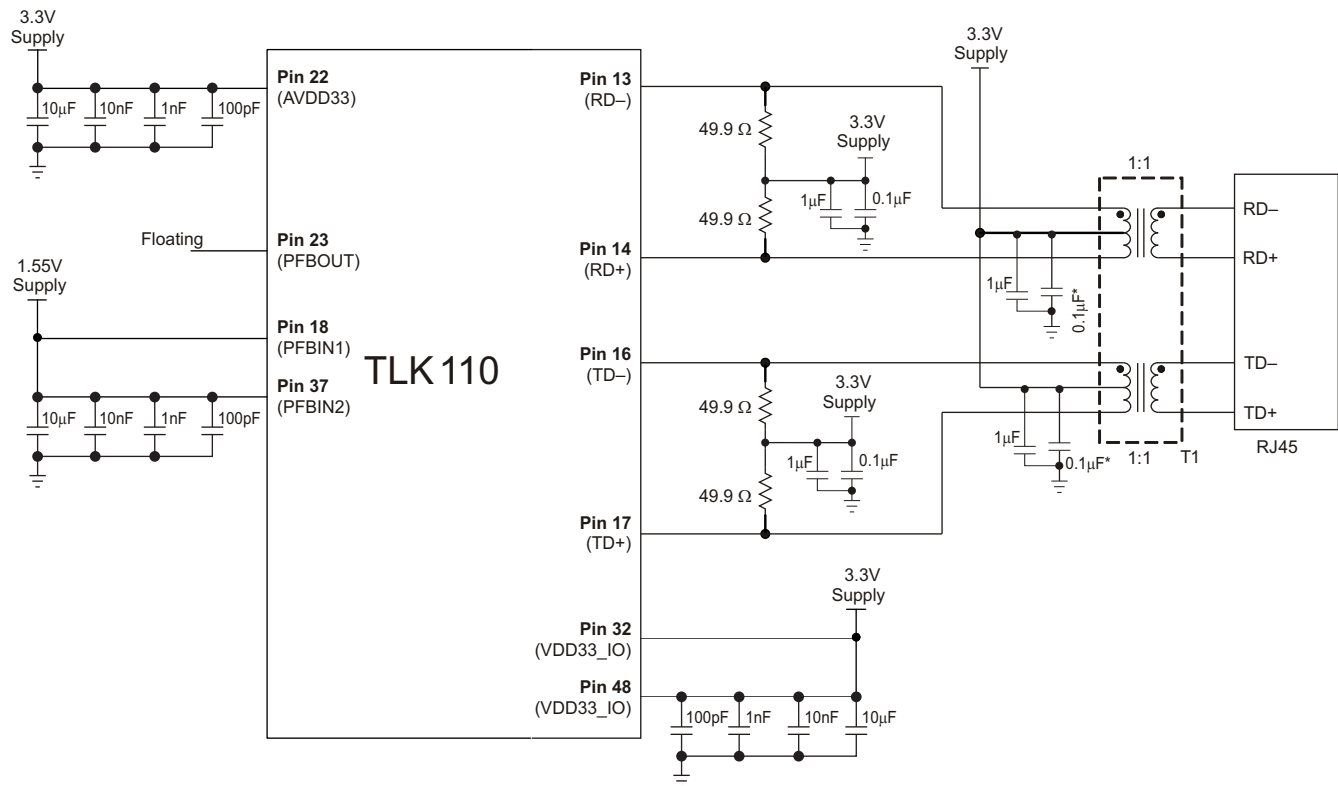 3.3V
Supply
10μF
10nF
1nF
100pF
Pin 22
(AVDD33)
Floating
Pin 23
(PFBOUT)
1.55V
Supply
Pin 18
(PFBIN1)
Pin 37
(PFBIN2)
10μF
10nF
1nF
100pF
TLK 110
Pin 13
(RD–)
Pin 14
(RD+)
Pin 16
(TD–)
Pin 17
(TD+)
Pin 32
(VDD33_IO)
Pin 48
(VDD33_IO)
49.9 Ω
49.9 Ω
3.3V
Supply
1μF
0.1μF
49.9 Ω
49.9 Ω
3.3V
Supply
1μF
0.1μF
3.3V
Supply
100pF
1nF
10nF
10μF
3.3V
Supply
1μF
0.1μF*
1μF
0.1μF*
1:1
1:1
T1
RD–
RD+
TD–
TD+
RJ45